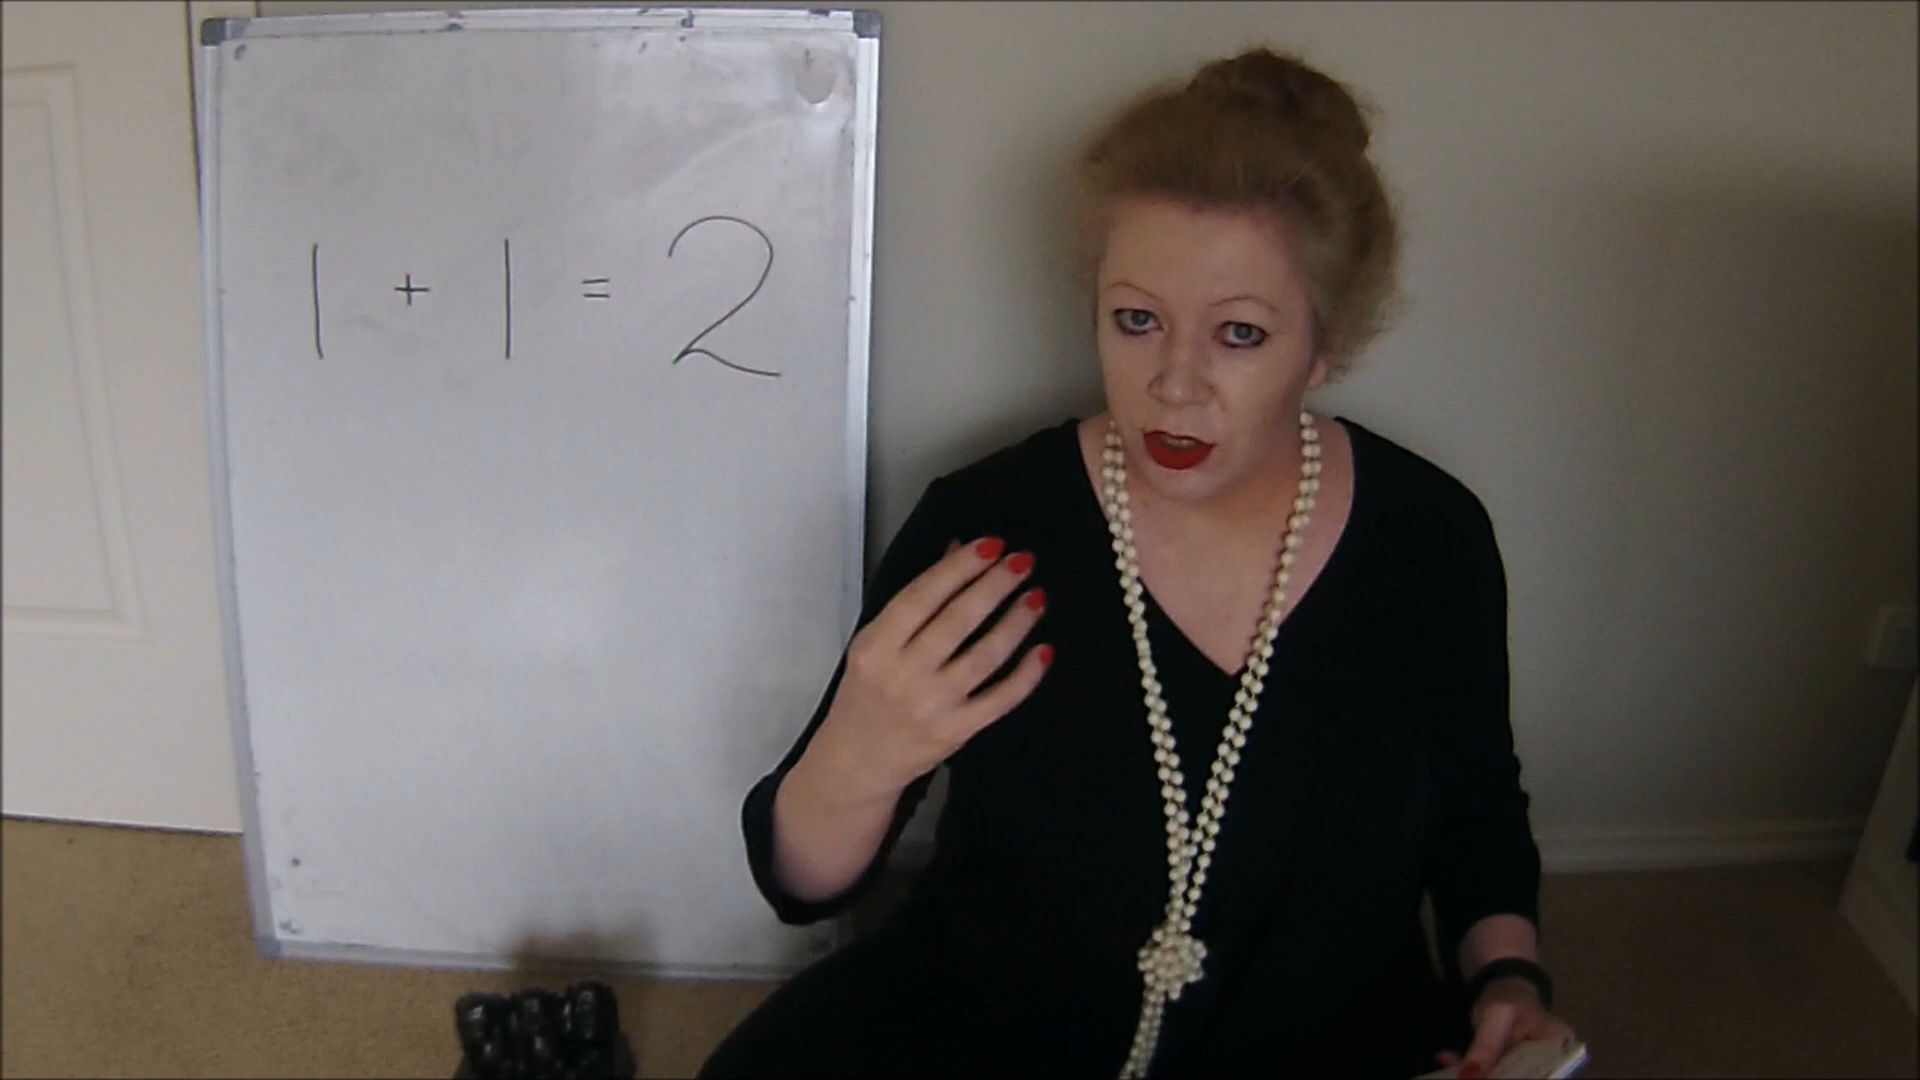 1 + 1 = 2